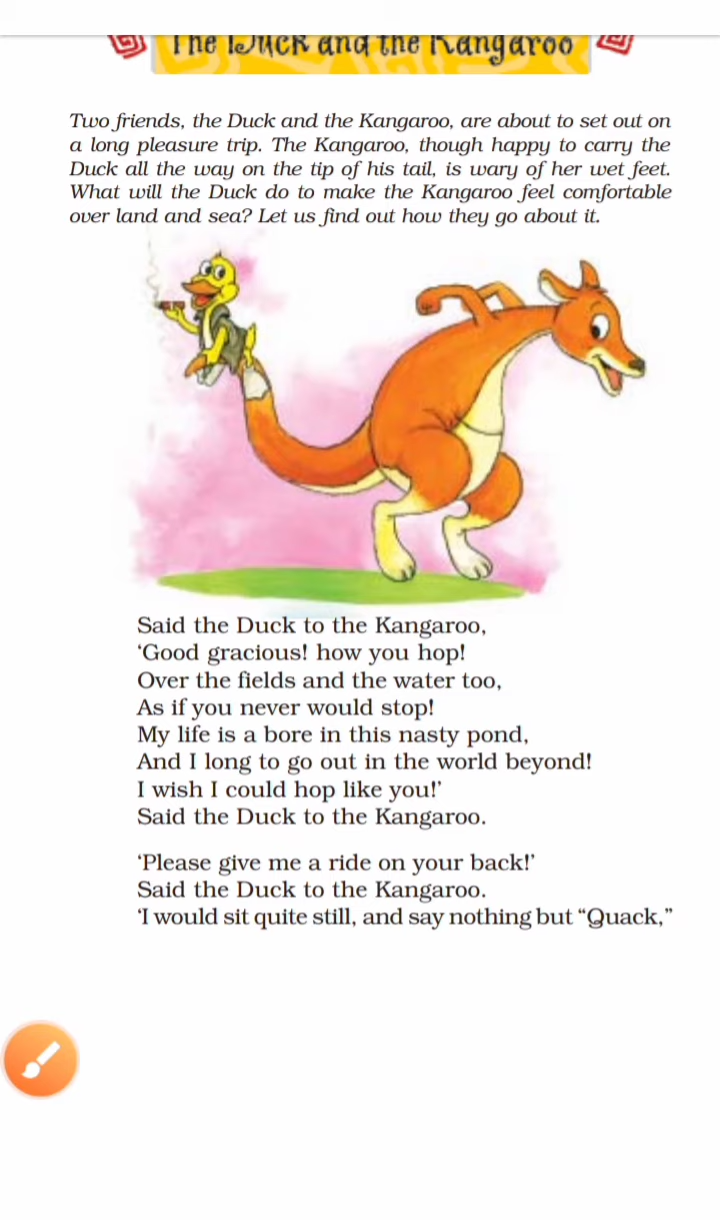 The Duck and the Kangaroo
Two friends, the Duck and the Kangaroo, are about to set out on
a long pleasure trip. The Kangaroo, though happy to carry the
Duck all the way on the tip of his tail, is wary of her wet feet.
What will the Duck do to make the Kangaroo feel comfortable
over land and sea? Let us find out how they go about it.
Said the Duck to the Kangaroo,
‘Good gracious! how you hop!
Over the fields and the water too,
As if you never would stop!
My life is a bore in this nasty pond,
And I long to go out in the world beyond!
I wish I could hop like you!’
Said the Duck to the Kangaroo.
‘Please give me a ride on your back!’
Said the Duck to the Kangaroo.
‘I would sit quite still, and say nothing but “Quack,”